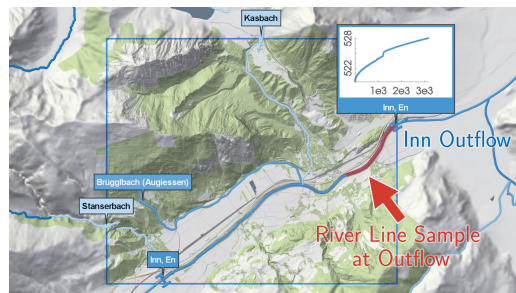 Kasbach
528
522
1e3 2e3 3e3
Inn, En
Inn Outflow
Brügglbach (Augiessen)
Stanserbach
Inn, En
River Line Sample
at Outflow